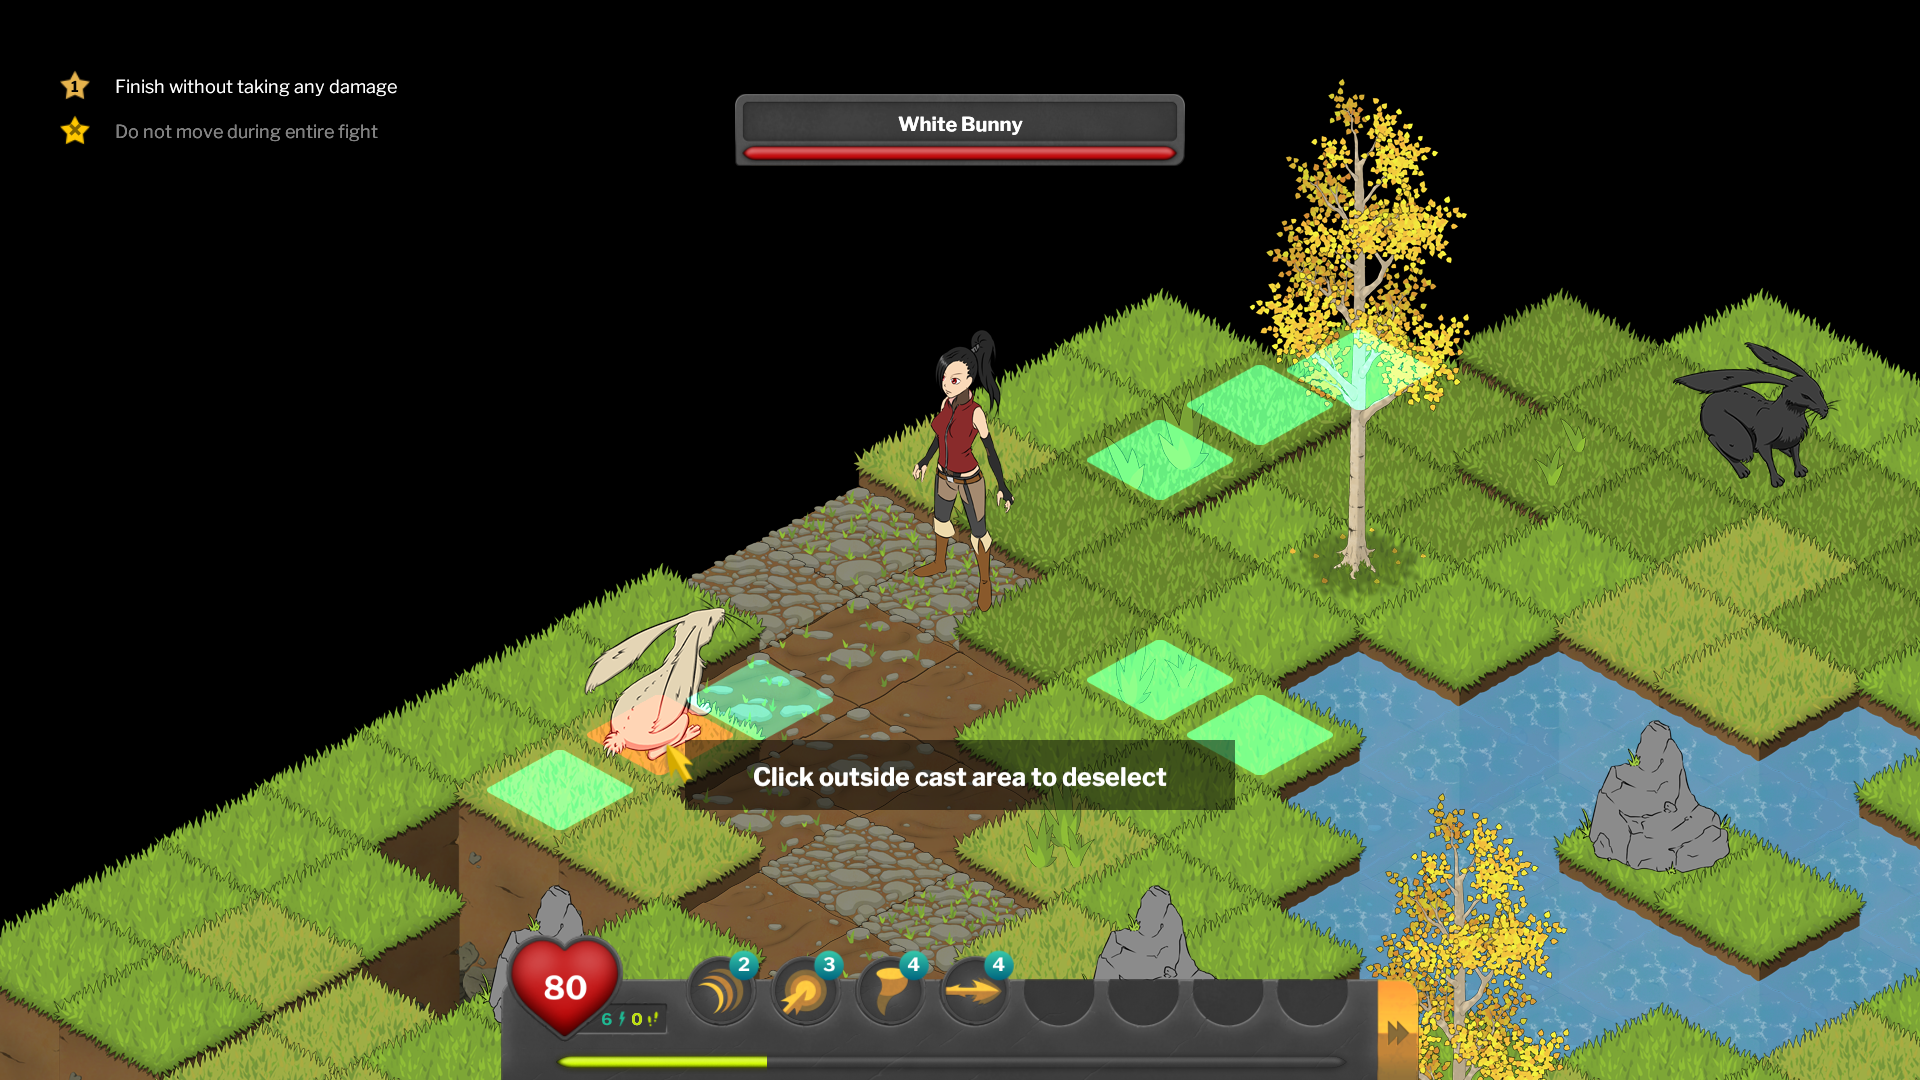 1 Finish without taking any damage
Do not move during entire fight
White Bunny
Click outside cast area to deselect
80
6 0
2
3
4
4